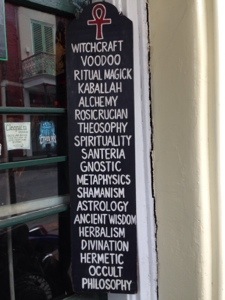 WITCHCRAFT
VOODOO
RITUAL MAGICK
KABALLAH
ALCHEMY
ROSICRUCIAN
THEOSOPHY
SPIRITUALITY
SANTERIA
GNOSTIC
METAPHYSICS
SHAMANISM
ASTROLOGY
ANCIENT WISDOM
HERBALISM
DIVINATION
HERMETIC
OCCULT
PHILOSOPHY